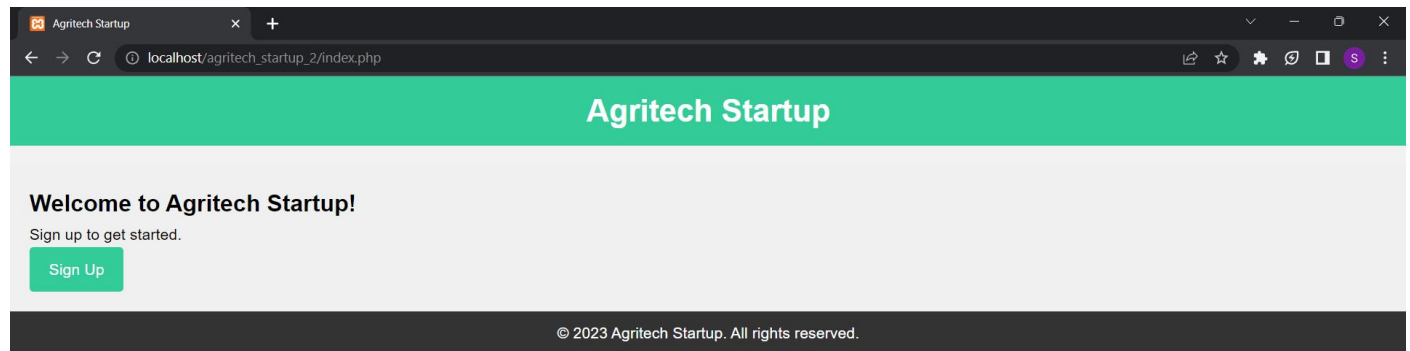 Agritech Startup
localhost/agritech_startup_2/index.php
S
Agritech Startup
Welcome to Agritech Startup!
Sign up to get started.
Sign Up
© 2023 Agritech Startup. All rights reserved.